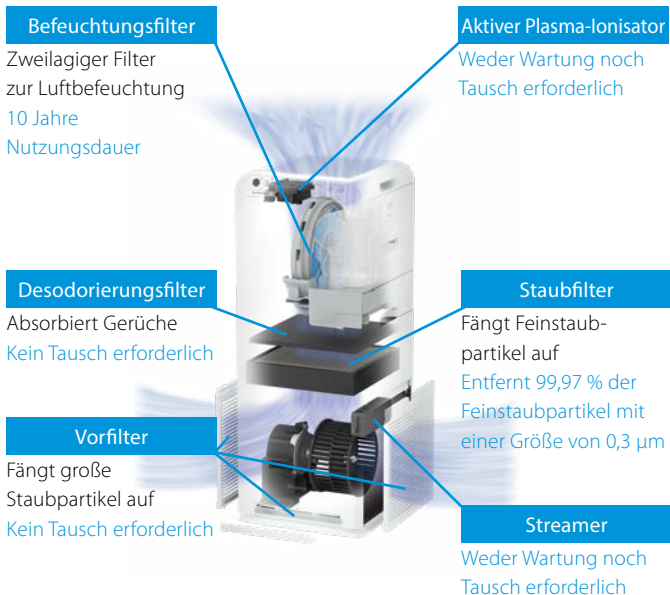 Befeuchtungsfilter
Zweilagiger Filter
zur Luftbefeuchtung
10 Jahre
Nutzungsdauer
Aktiver Plasma-Ionisator
Weder Wartung noch
Tausch erforderlich
Desodorierungsfilter
Absorbiert Gerüche
Kein Tausch erforderlich
Staubfilter
Fängt Feinstaub-
partikel auf
Entfernt 99,97 % der
Feinstaubpartikel mit
einer Größe von 0,3 µm
Vorfilter
Fängt große
Staubpartikel auf
Kein Tausch erforderlich
Streamer
Weder Wartung noch
Tausch erforderlich